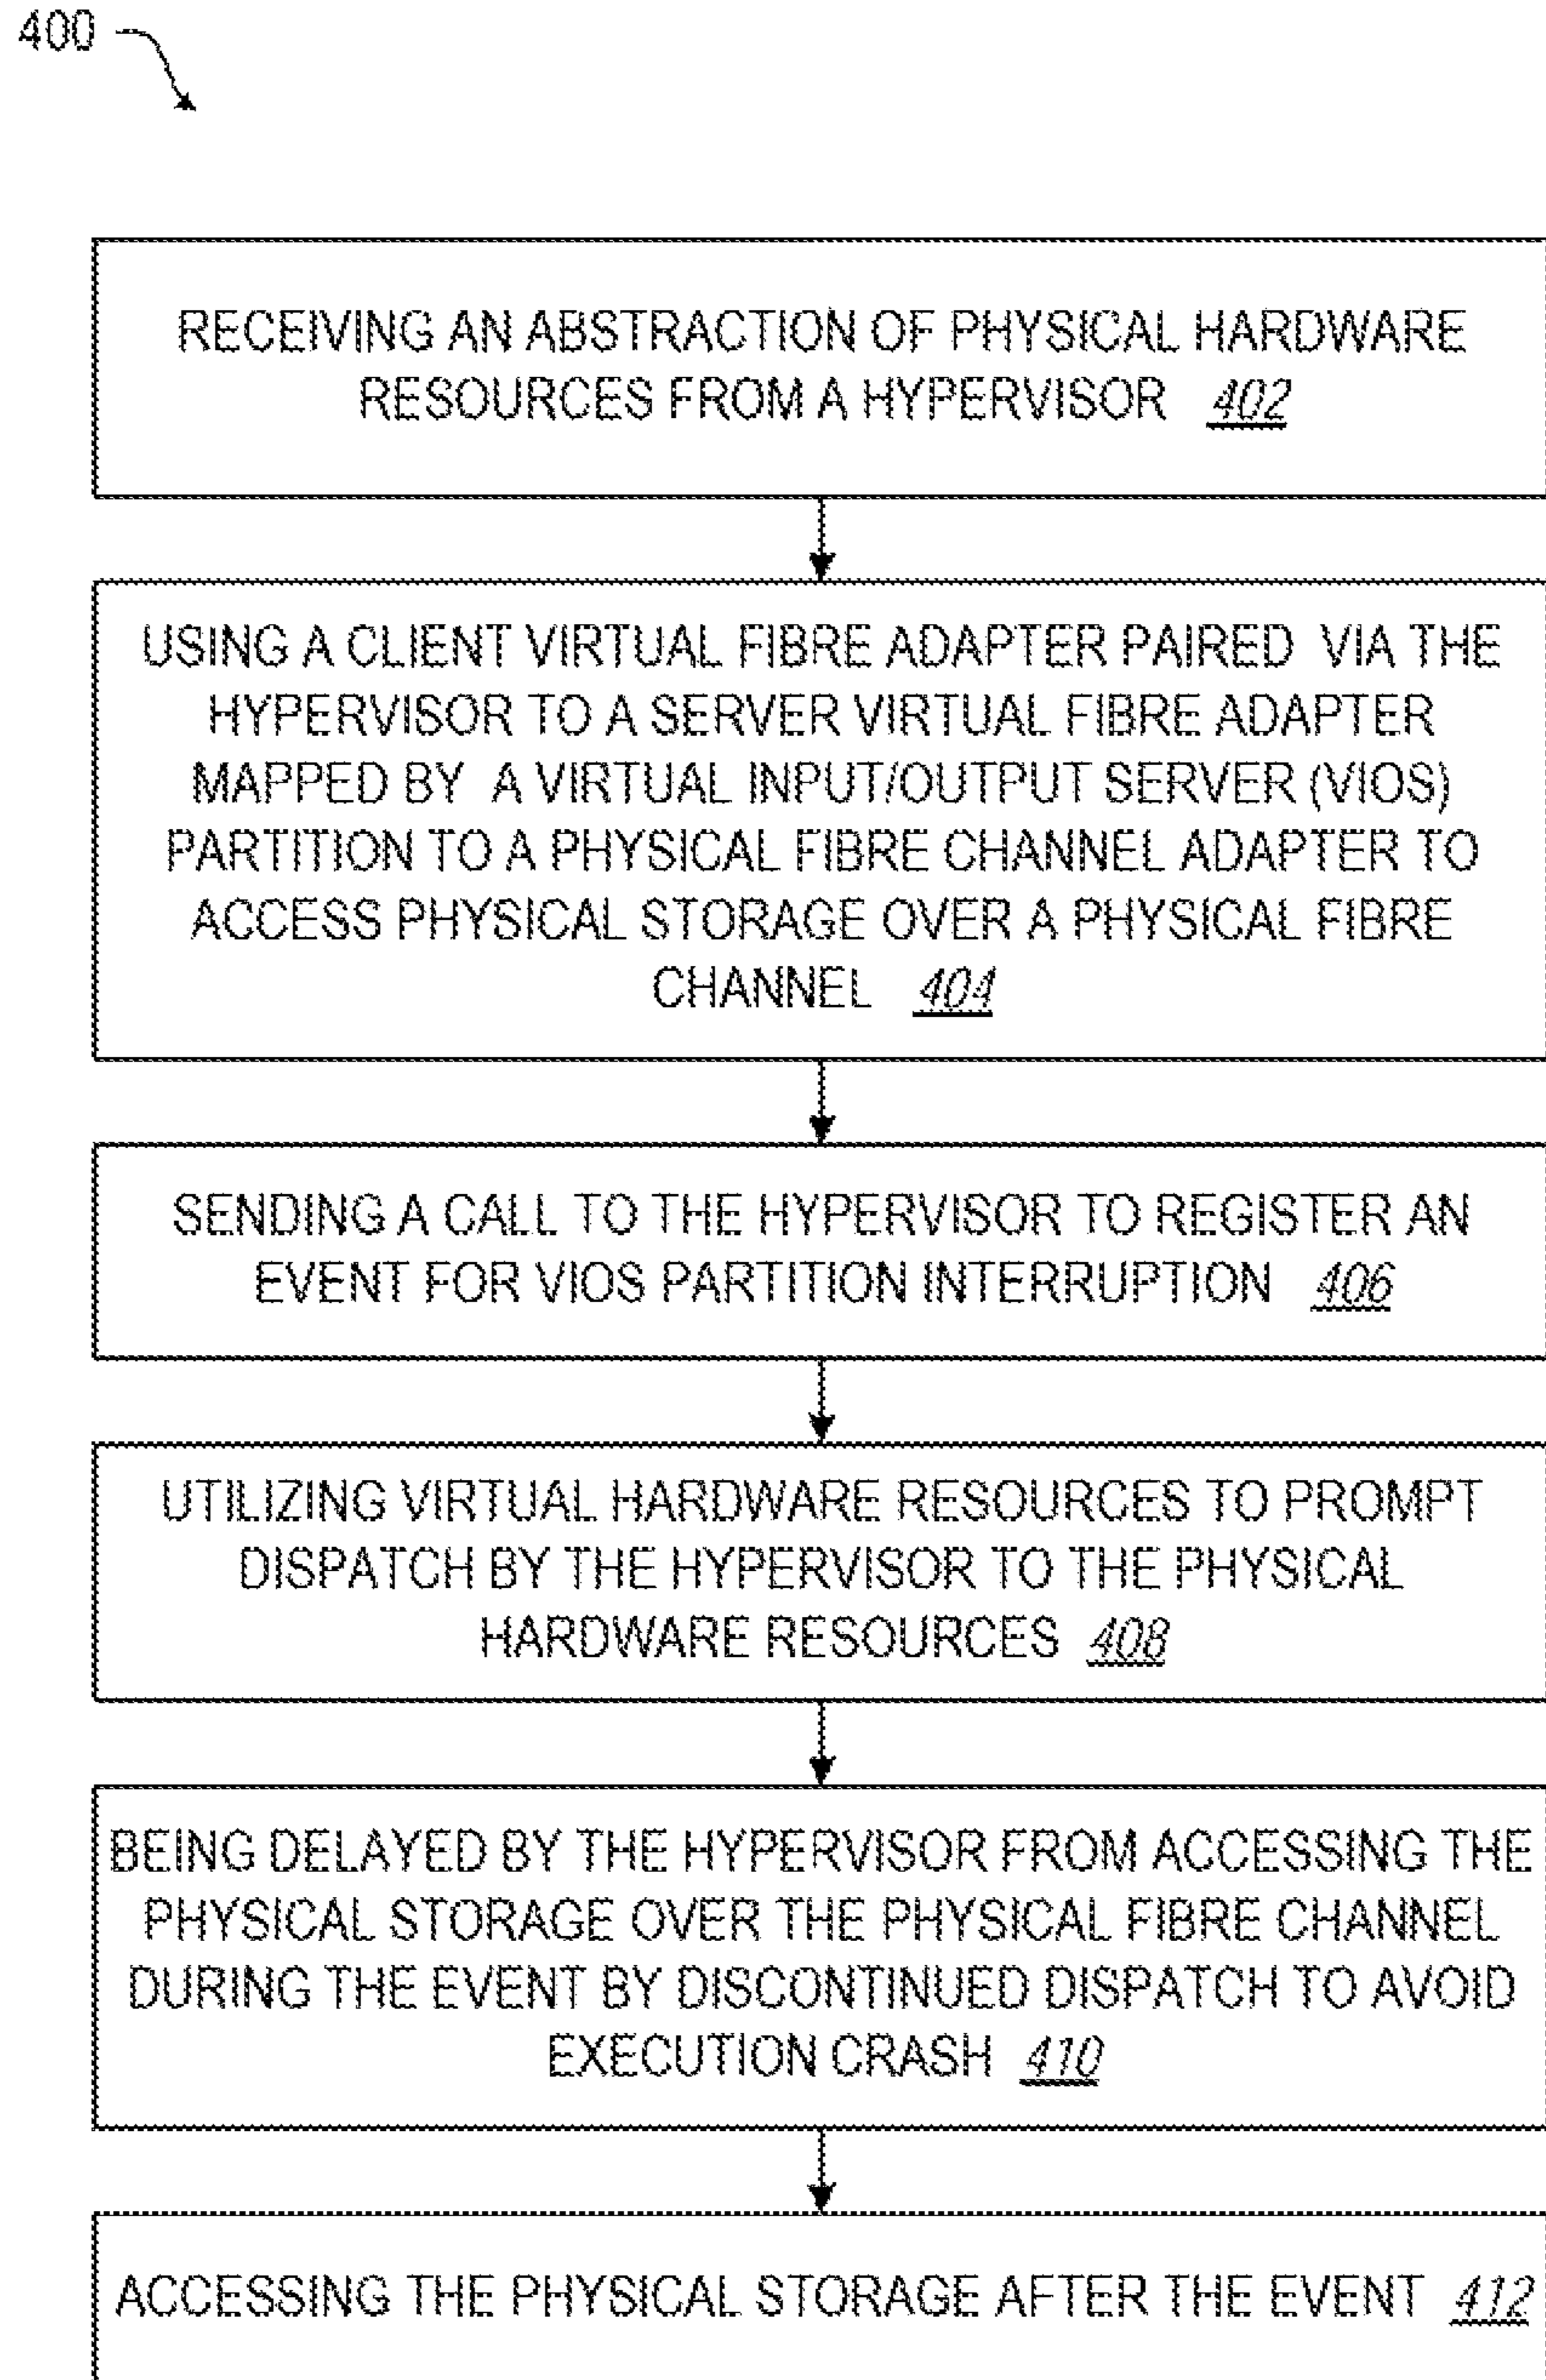 400
RECEIVING AN ABSTRACTION OF PHYSICAL HARDWARE
RESOURCES FROM A HYPERVISOR 402
USING A CLIENT VIRTUAL FIBRE ADAPTER PAIRED VIA THE
HYPERVISOR TO A SERVER VIRTUAL FIBRE ADAPTER
MAPPED BY A VIRTUAL INPUT/OUTPUT SERVER (VIOS)
PARTITION TO A PHYSICAL FIBRE CHANNEL ADAPTER TO
ACCESS PHYSICAL STORAGE OVER A PHYSICAL FIBRE
CHANNEL 404
SENDING A CALL TO THE HYPERVISOR TO REGISTER AN
EVENT FOR VIOS PARTITION INTERRUPTION 406
UTILIZING VIRTUAL HARDWARE RESOURCES TO PROMPT
DISPATCH BY THE HYPERVISOR TO THE PHYSICAL
HARDWARE RESOURCES 408
BEING DELAYED BY THE HYPERVISOR FROM ACCESSING THE
PHYSICAL STORAGE OVER THE PHYSICAL FIBRE CHANNEL
DURING THE EVENT BY DISCONTINUED DISPATCH TO AVOID
EXECUTION CRASH 410
ACCESSING THE PHYSICAL STORAGE AFTER THE EVENT 412